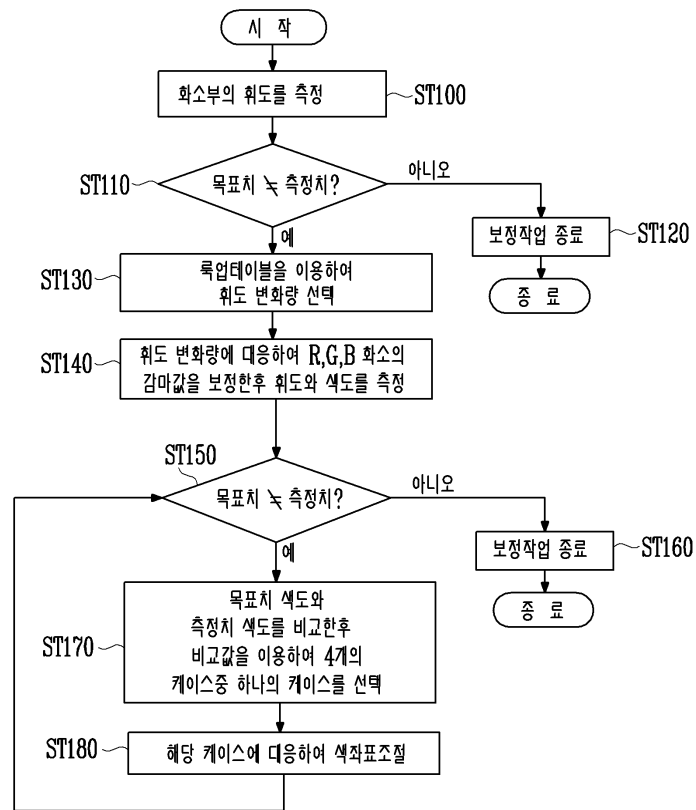 시 작
화소부의 휘도를 측정
ST100
ST110
목표치 ≒ 측정치?
아니오
예
보정작업 종료
ST120
종 료
ST130
룩업테이블을 이용하여
휘도 변화량 선택
ST140
휘도 변화량에 대응하여 R,G,B 화소의
감마값을 보정한후 휘도와 색도를 측정
ST150
목표치 ≒ 측정치?
아니오
예
보정작업 종료
ST160
종 료
ST170
목표치 색도와
측정치 색도를 비교한후
비교값을 이용하여 4개의
케이스중 하나의 케이스를 선택
ST180
해당 케이스에 대응하여 색좌표조절